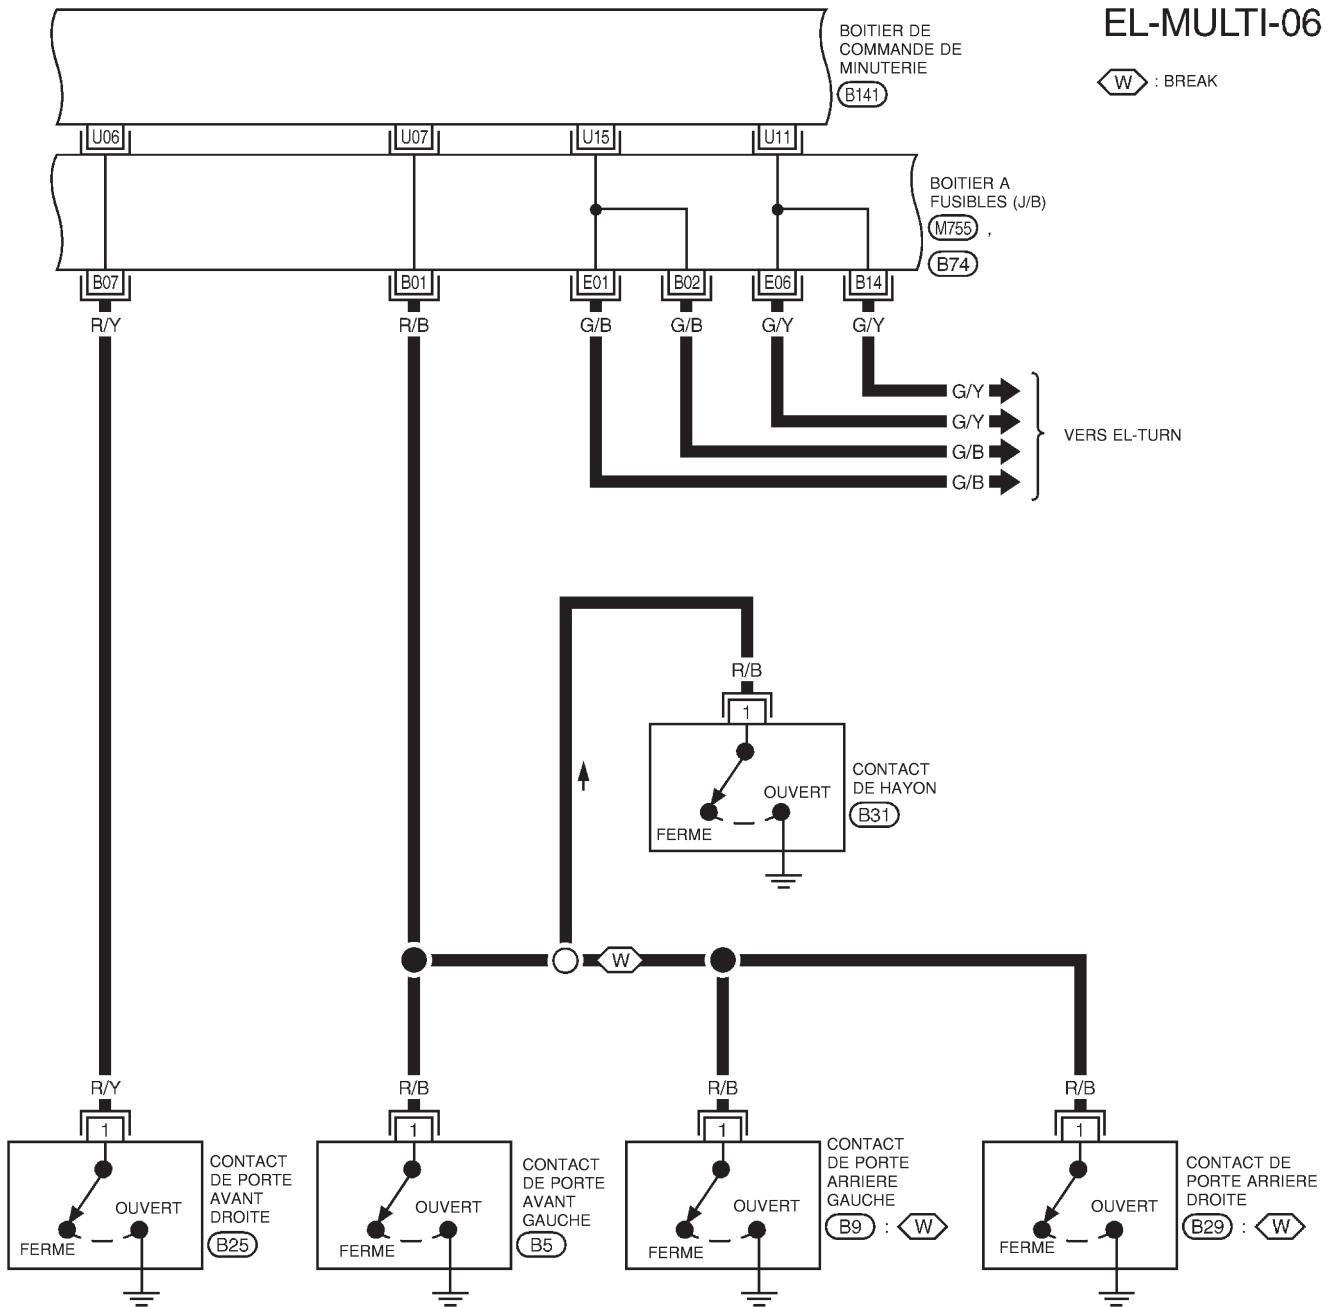 EL-MULTI-06
BOITIER DE
COMMANDE DE
MINUTERIE
B141
W : BREAK
U06 U07 U15 U11
BOITIER A
FUSIBLES (J/B)
M755 ,
B74
B07 B01 E01 B02 E06 B14
R/Y R/B G/B G/B G/Y G/Y
G/Y
G/Y
G/B
G/B
VERS EL-TURN
R/B
1
OUVERT
FERME
CONTACT
DE HAYON
B31
W
R/Y R/B R/B R/B
1 1 1 1
OUVERT
FERME
CONTACT
DE PORTE
AVANT
DROITE
B25
OUVERT
FERME
CONTACT
DE PORTE
AVANT
GAUCHE
B5
OUVERT
FERME
CONTACT
DE PORTE
ARRIERE
GAUCHE
B9 : W
OUVERT
FERME
CONTACT DE
PORTE ARRIERE
DROITE
B29 : W